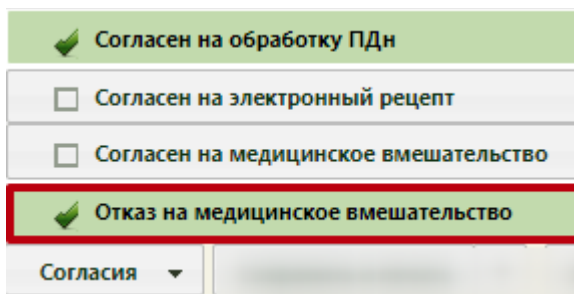 Согласен на обработку ПДн
Согласен на электронный рецепт
Согласен на медицинское вмешательство
Отказ на медицинское вмешательство
Согласия